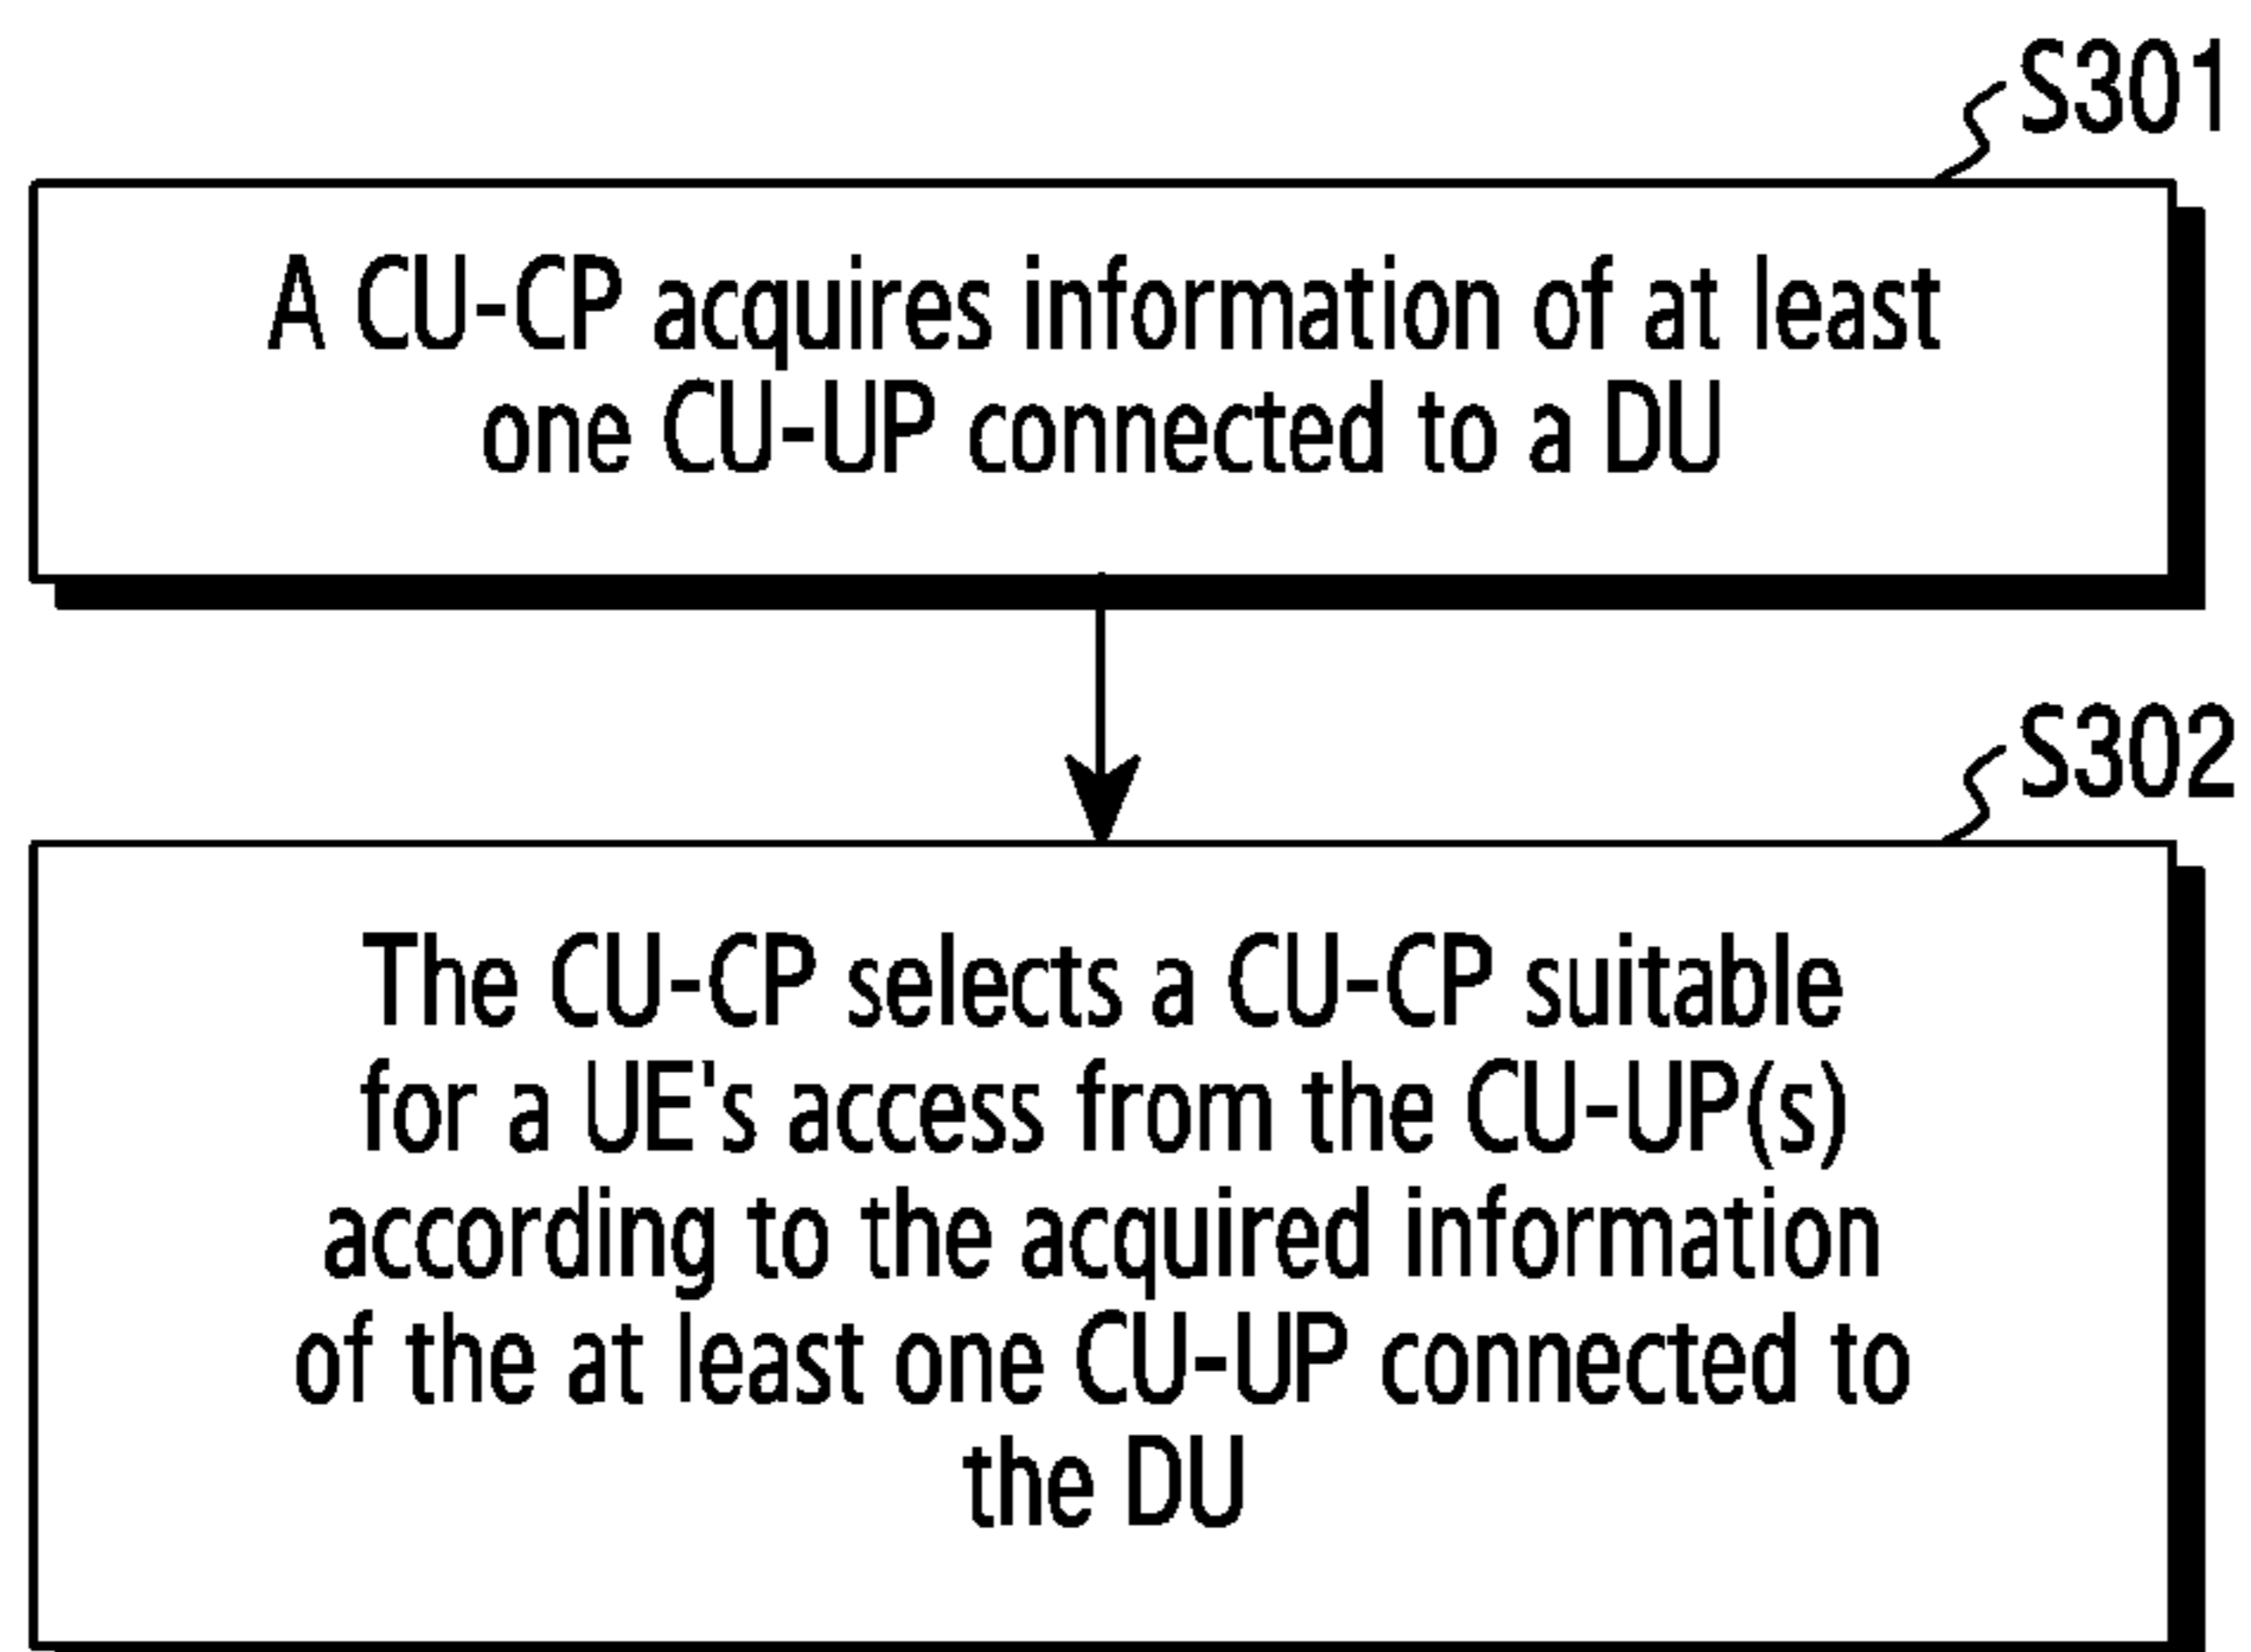 S301
A CU-CP acquires information of at least
one CU-UP connected to a DU
S302
The CU-CP selects a CU-CP suitable
for a UE's access from the CU-UP(s)
according to the acquired information
of the at least one CU-UP connected to
the DU